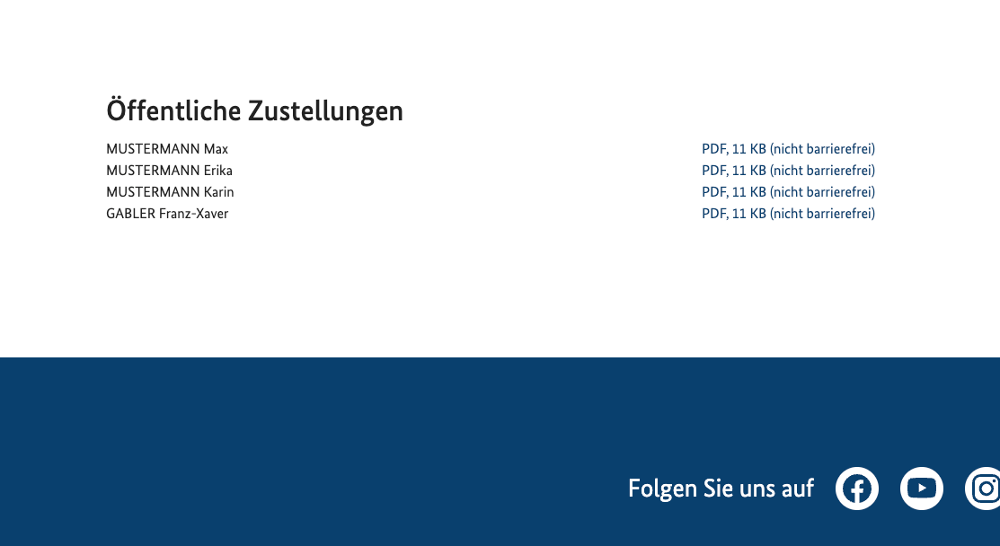 Öffentliche Zustellungen
MUSTERMANN Max PDF, 11 KB (nicht barrierefrei)
MUSTERMANN Erika PDF, 11 KB (nicht barrierefrei)
MUSTERMANN Karin PDF, 11 KB (nicht barrierefrei)
GABLER Franz-Xaver PDF, 11 KB (nicht barrierefrei)
Folgen Sie uns auf